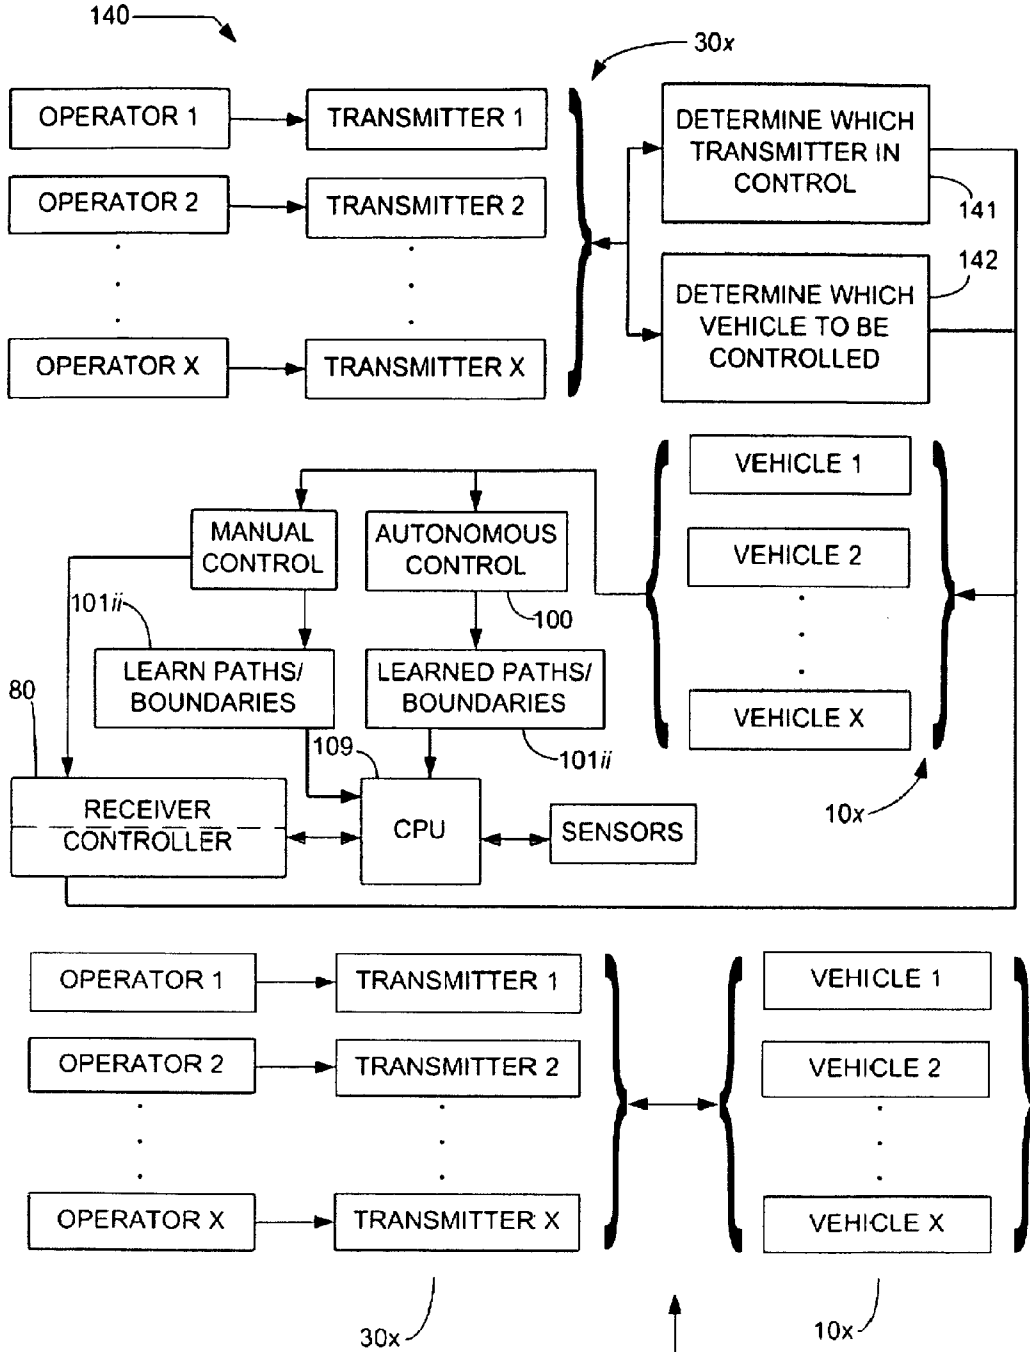 140
30x
OPERATOR 1
TRANSMITTER 1
DETERMINE WHICH
TRANSMITTER IN
CONTROL
141
OPERATOR 2
TRANSMITTER 2
142
DETERMINE WHICH
VEHICLE TO BE
CONTROLLED
OPERATOR X
TRANSMITTER X
VEHICLE 1
MANUAL
CONTROL
AUTONOMOUS
CONTROL
VEHICLE 2
101ii
100
LEARN PATHS/
BOUNDARIES
LEARNED PATHS/
BOUNDARIES
VEHICLE X
80
109
101ii
10x
RECEIVER
CONTROLLER
CPU
SENSORS
OPERATOR 1
TRANSMITTER 1
VEHICLE 1
OPERATOR 2
TRANSMITTER 2
VEHICLE 2
OPERATOR X
TRANSMITTER X
VEHICLE X
30x
10x